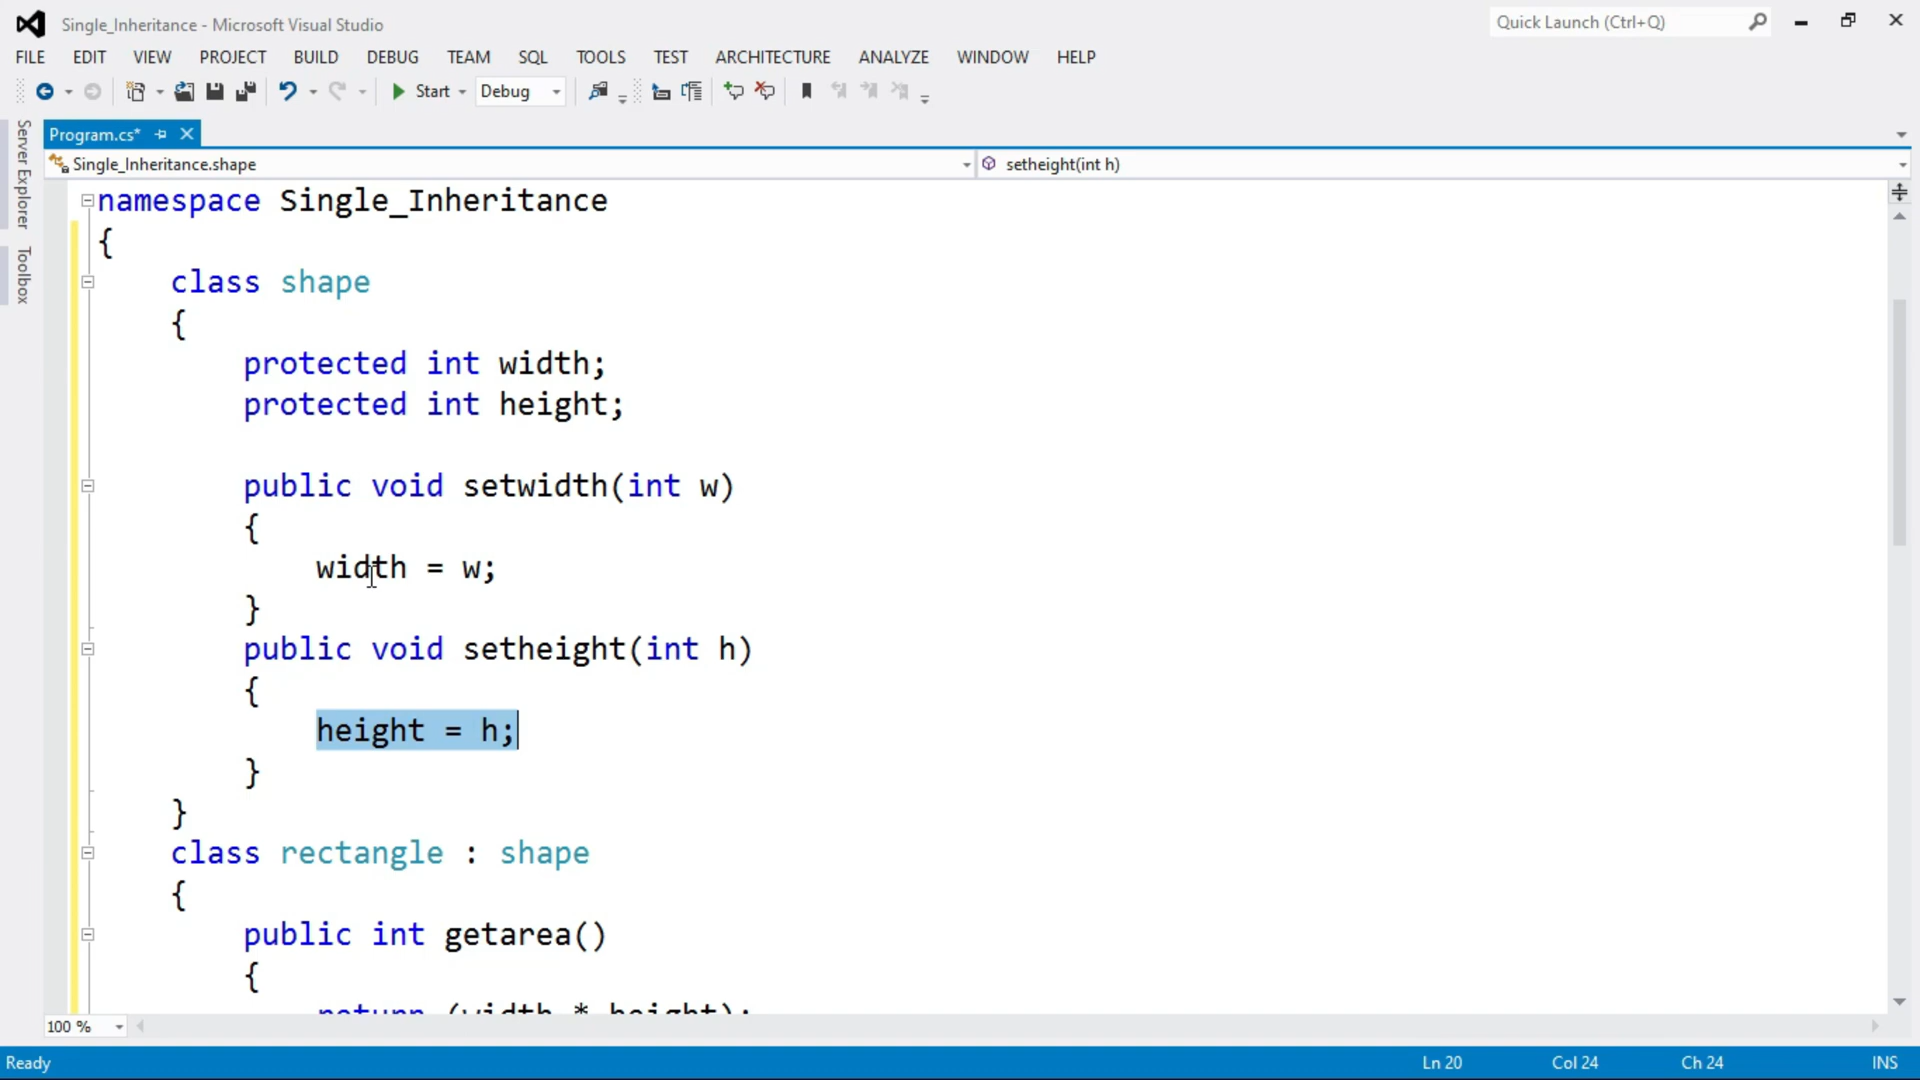 Single_Inheritance - Microsoft Visual Studio
Quick Launch (Ctrl+Q)
FILE EDIT VIEW PROJECT BUILD DEBUG TEAM SQL TOOLS TEST ARCHITECTURE ANALYZE WINDOW HELP
Start Debug
Server Explorer
Toolbox
Program.cs*
Single_Inheritance.shape
setheight(int h)
namespace Single_Inheritance
{
class shape
{
protected int width;
protected int height;
public void setwidth(int w)
{
width = w;
}
public void setheight(int h)
{
height = h;
}
}
class rectangle : shape
{
public int getarea()
{
return (width * height);
100 %
Ready
Ln 20
Col 24
Ch 24
INS